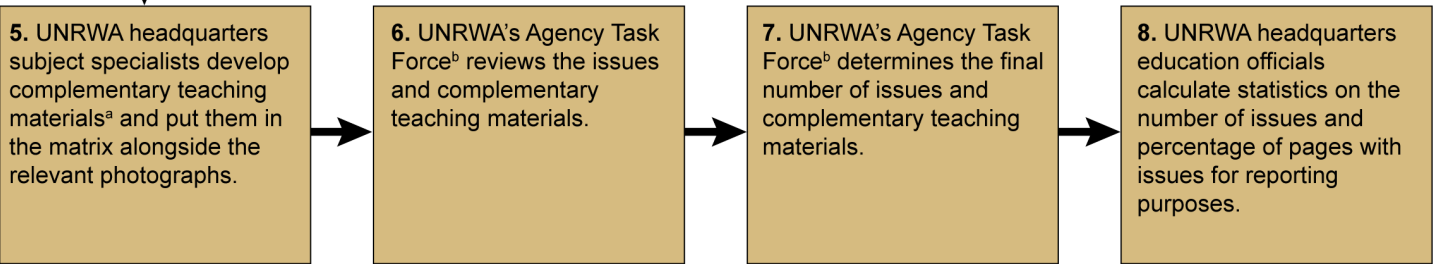 5. UNRWA headquarters
subject specialists develop
complementary teaching
materialsᵃ and put them in
the matrix alongside the
relevant photographs.
6. UNRWA’s Agency Task
Forceᵇ reviews the issues
and complementary
teaching materials.
7. UNRWA’s Agency Task
Forceᵇ determines the final
number of issues and
complementary teaching
materials.
8. UNRWA headquarters
education officials
calculate statistics on the
number of issues and
percentage of pages with
issues for reporting
purposes.